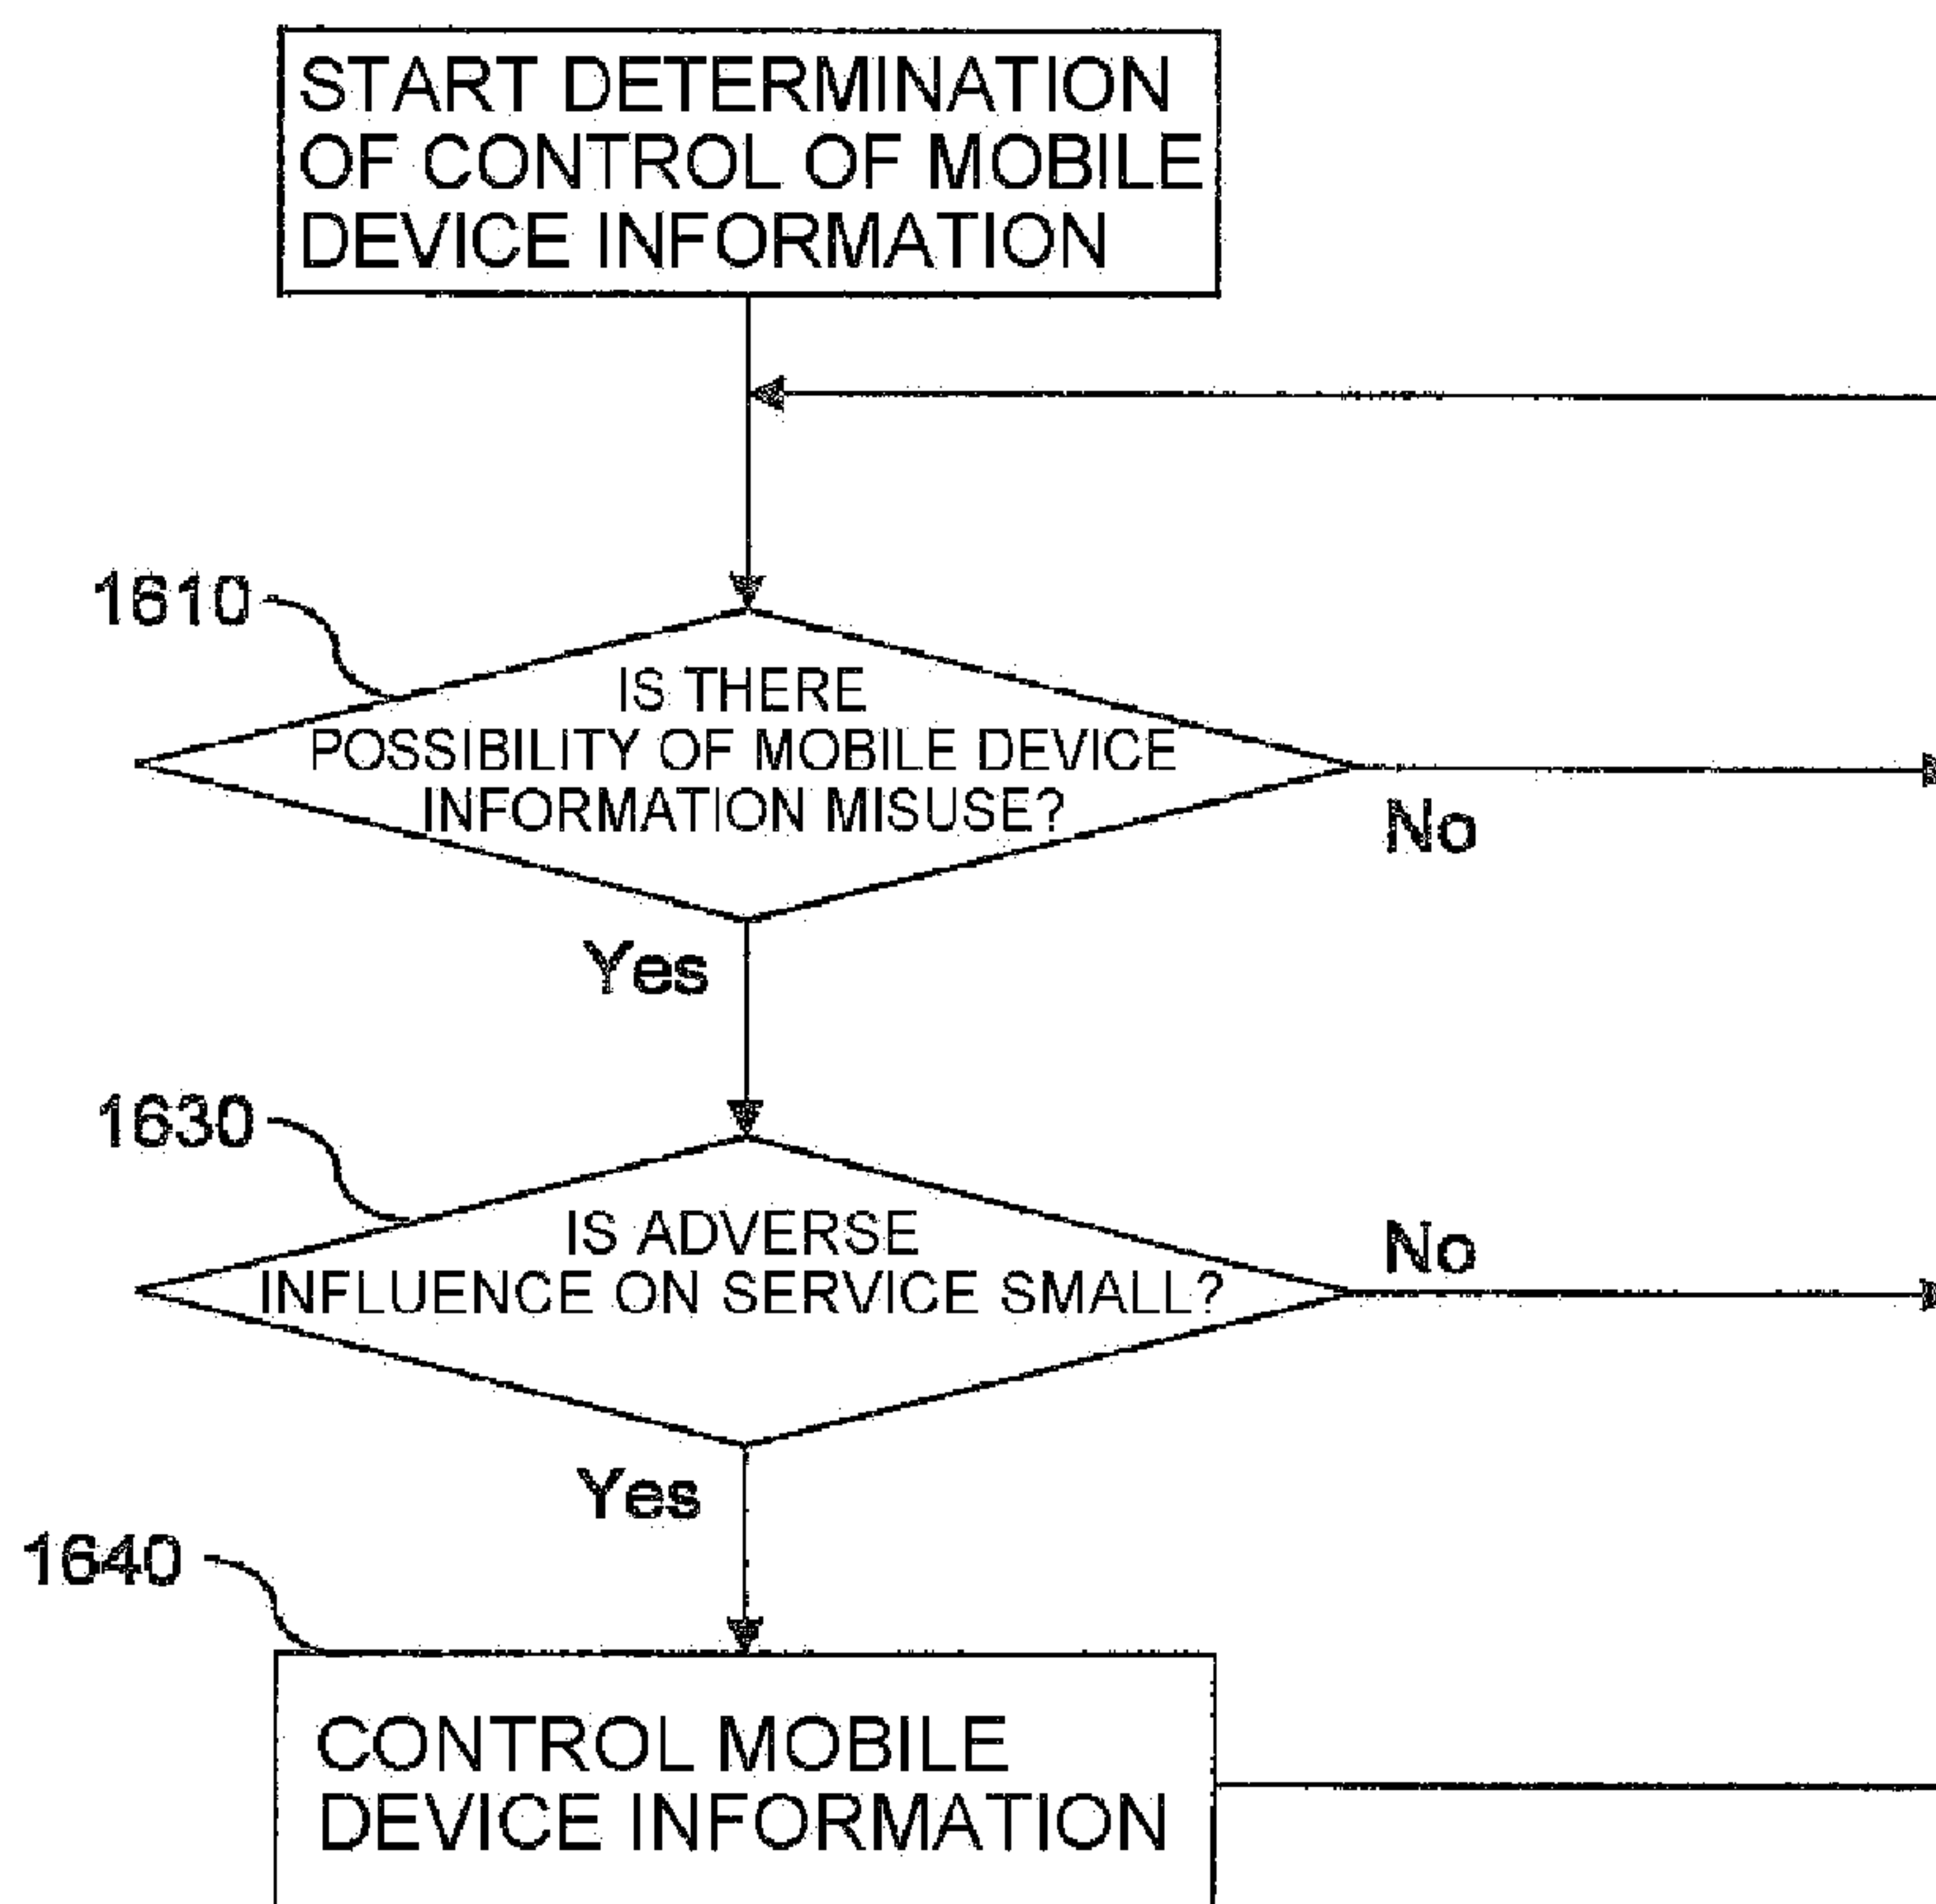 START DETERMINATION
OF CONTROL OF MOBILE
DEVICE INFORMATION
1610
IS THERE
POSSIBILITY OF MOBILE DEVICE
INFORMATION MISUSE?
No
Yes
1630
IS ADVERSE
INFLUENCE ON SERVICE SMALL?
No
Yes
1640
CONTROL MOBILE
DEVICE INFORMATION